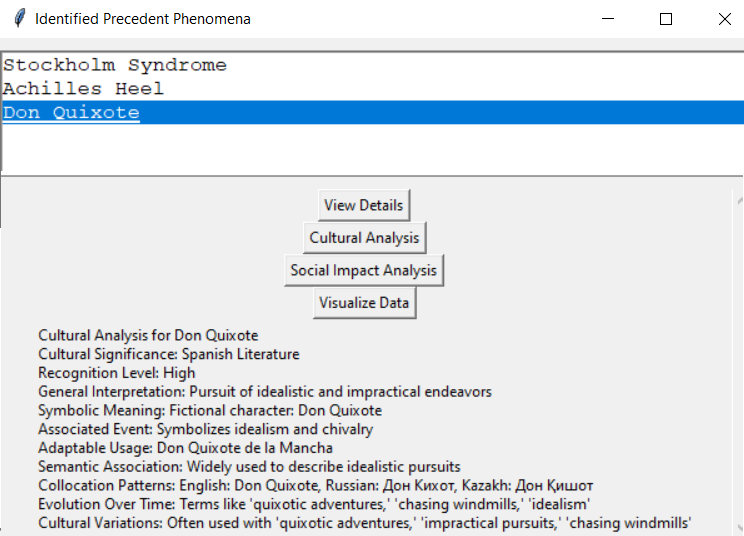 Identified Precedent Phenomena
Stockholm Syndrome
Achilles Heel
Don Quixote
View Details
Cultural Analysis
Social Impact Analysis
Visualize Data
Cultural Analysis for Don Quixote
Cultural Significance: Spanish Literature
Recognition Level: High
General Interpretation: Pursuit of idealistic and impractical endeavors
Symbolic Meaning: Fictional character: Don Quixote
Associated Event: Symbolizes idealism and chivalry
Adaptable Usage: Don Quixote de la Mancha
Semantic Association: Widely used to describe idealistic pursuits
Collocation Patterns: English: Don Quixote, Russian: Дон Кихот, Kazakh: Дон Қишот
Evolution Over Time: Terms like 'quixotic adventures,' 'chasing windmills,' 'idealism'
Cultural Variations: Often used with 'quixotic adventures,' 'impractical pursuits,' 'chasing windmills'